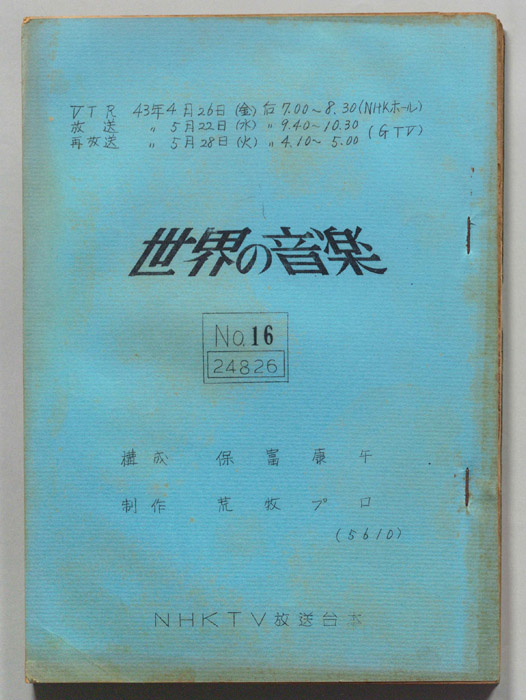 VTR 43年4月26日(金)后7.00〜8.30(NHKホール)
放送 〃 5月22日(水)〃9.40〜10.30(GTV)
再放送 〃 5月28日(火)〃4.10〜5.00
世界の音楽
No.16
24826
構成 保富康午
制作 荒牧プロ
(5610)
NHKTV放送台本